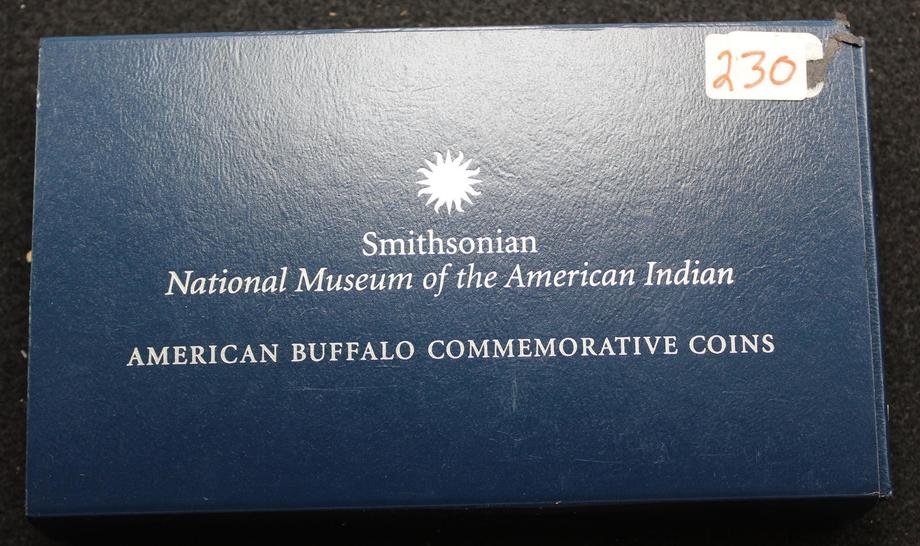 230
Smithsonian
National Museum of the American Indian
AMERICAN BUFFALO COMMEMORATIVE COINS